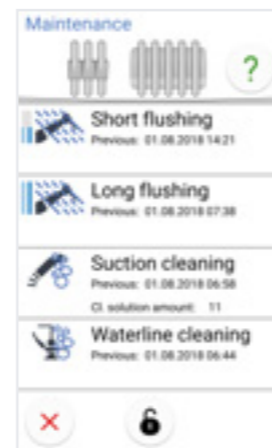 Maintenance
?
Short flushing
Previous: 01.08.2018 14:21
Long flushing
Previous: 01.08.2018 07:38
Suction cleaning
Previous: 01.08.2018 06:58
Cl. solution amount: 11
Waterline cleaning
Previous: 01.08.2018 06:44